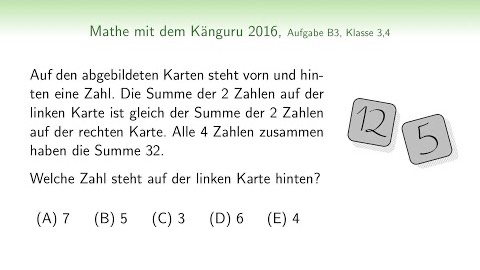 Mathe mit dem Känguru 2016, Aufgabe B3, Klasse 3,4
Auf den abgebildeten Karten steht vorn und hin-
ten eine Zahl. Die Summe der 2 Zahlen auf der
linken Karte ist gleich der Summe der 2 Zahlen
auf der rechten Karte. Alle 4 Zahlen zusammen
haben die Summe 32.
12
5
Welche Zahl steht auf der linken Karte hinten?
(A) 7 (B) 5 (C) 3 (D) 6 (E) 4